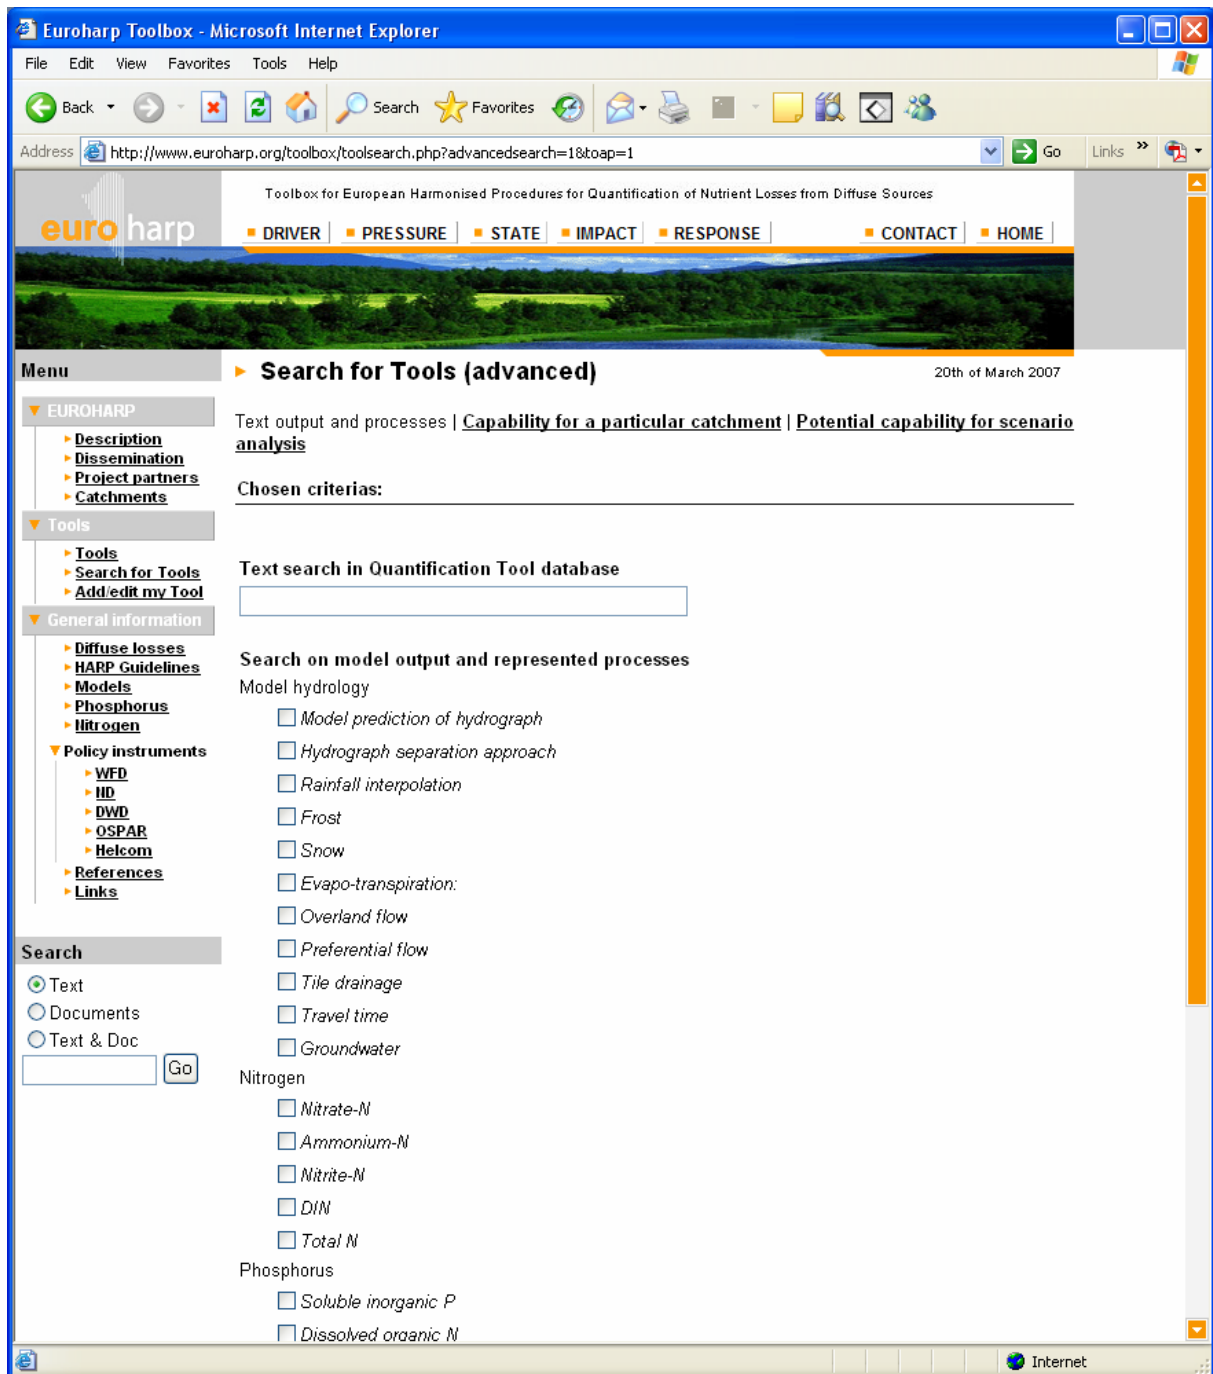 Euroharp Toolbox - Microsoft Internet Explorer
File Edit View Favorites Tools Help
Back Search Favorites
Address http://www.euroharp.org/toolbox/toolsearch.php?advancedsearch=1&toap=1 Go Links »
Toolbox for European Harmonised Procedures for Quantification of Nutrient Losses from Diffuse Sources
euro harp
DRIVER PRESSURE STATE IMPACT RESPONSE CONTACT HOME
Menu
EUROHARP
Description
Dissemination
Project partners
Catchments
Tools
Tools
Search for Tools
Add/edit my Tool
General information
Diffuse losses
HARP Guidelines
Models
Phosphorus
Nitrogen
Policy instruments
WFD
ND
DWD
OSPAR
Helcom
References
Links
Search
Text
Documents
Text & Doc
Go
Search for Tools (advanced)
20th of March 2007
Text output and processes | Capability for a particular catchment | Potential capability for scenario
analysis
Chosen criterias:
Text search in Quantification Tool database
Search on model output and represented processes
Model hydrology
Model prediction of hydrograph
Hydrograph separation approach
Rainfall interpolation
Frost
Snow
Evapo-transpiration:
Overland flow
Preferential flow
Tile drainage
Travel time
Groundwater
Nitrogen
Nitrate-N
Ammonium-N
Nitrite-N
DIN
Total N
Phosphorus
Soluble inorganic P
Dissolved organic N
Internet